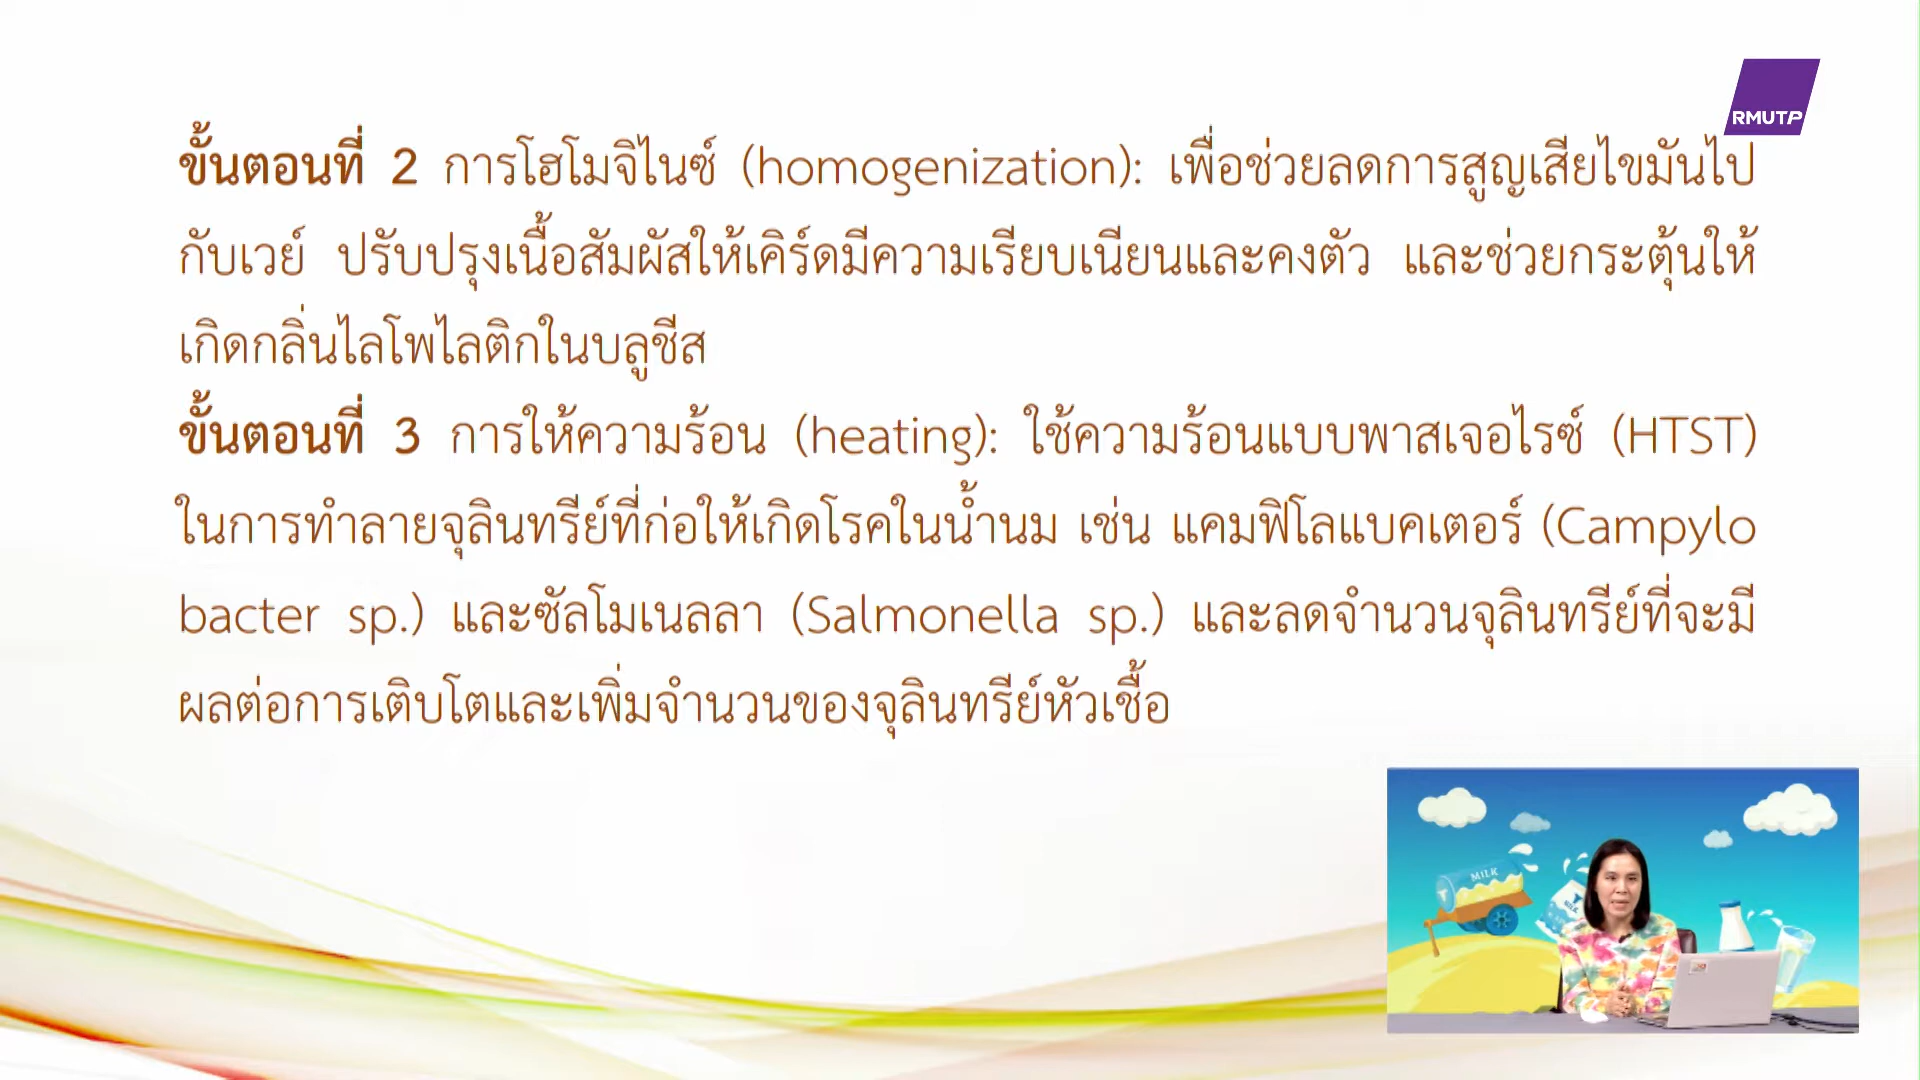 RMUTP
ขั้นตอนที่ 2 การโฮโมจิไนซ์ (homogenization): เพื่อช่วยลดการสูญเสียไขมันไป
กับเวย์ ปรับปรุงเนื้อสัมผัสให้เคิร์ดมีความเรียบเนียนและคงตัว และช่วยกระตุ้นให้
เกิดกลิ่นไลโพไลติกในบลูชีส
ขั้นตอนที่ 3 การให้ความร้อน (heating): ใช้ความร้อนแบบพาสเจอไรซ์ (HTST)
ในการทำลายจุลินทรีย์ที่ก่อให้เกิดโรคในน้ำนม เช่น แคมฟิโลแบคเตอร์ (Campylo
bacter sp.) และซัลโมเนลลา (Salmonella sp.) และลดจำนวนจุลินทรีย์ที่จะมี
ผลต่อการเติบโตและเพิ่มจำนวนของจุลินทรีย์หัวเชื้อ
MILK